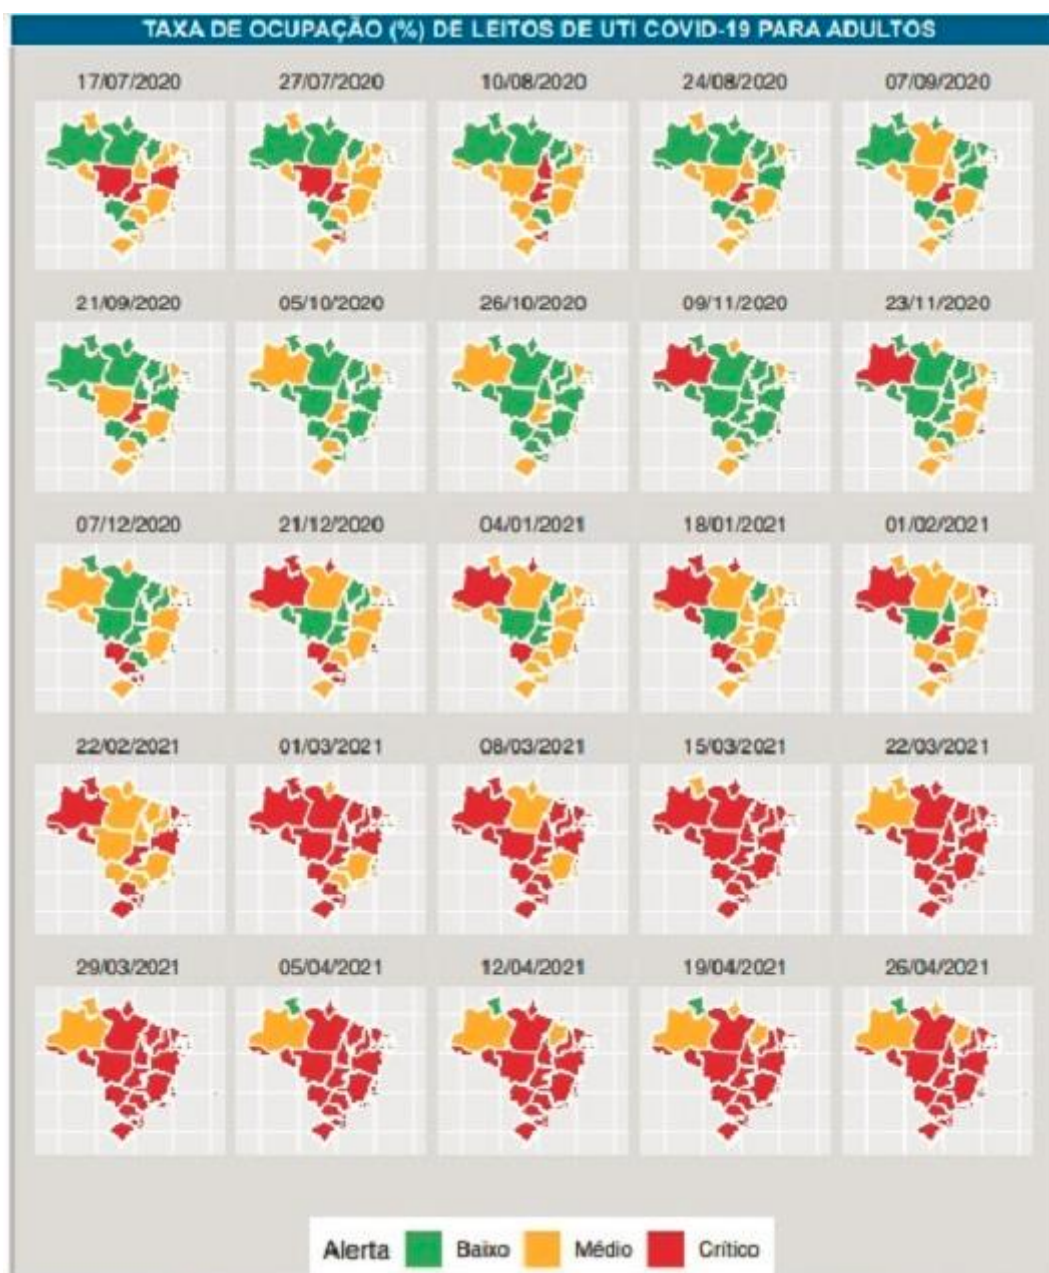 TAXA DE OCUPAÇÃO (%) DE LEITOS DE UTI COVID-19 PARA ADULTOS
17/07/2020 27/07/2020 10/08/2020 24/08/2020 07/09/2020
21/09/2020 05/10/2020 26/10/2020 09/11/2020 23/11/2020
07/12/2020 21/12/2020 04/01/2021 18/01/2021 01/02/2021
22/02/2021 01/03/2021 08/03/2021 15/03/2021 22/03/2021
29/03/2021 05/04/2021 12/04/2021 19/04/2021 26/04/2021
Alerta Baixo Médio Crítico